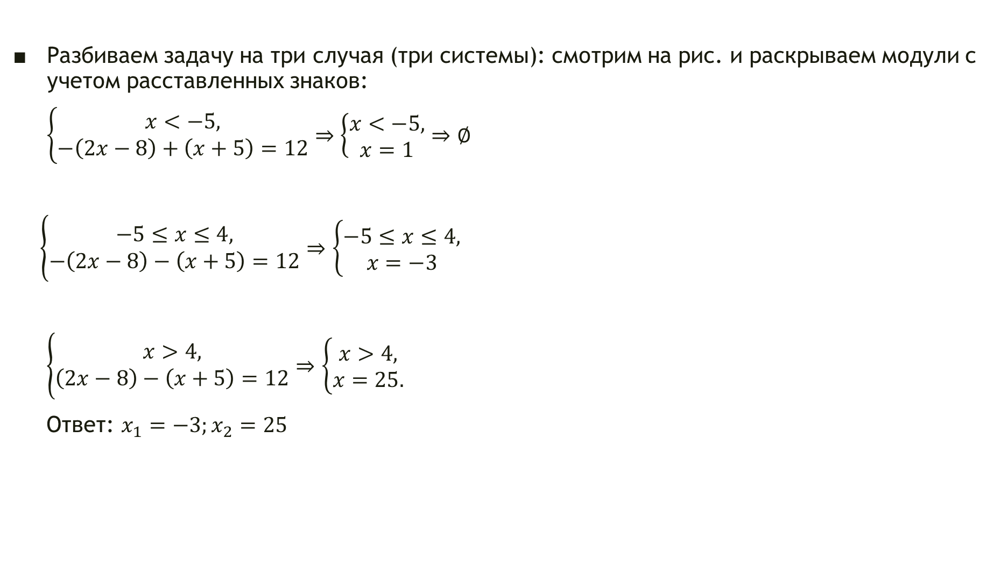 ▪ Разбиваем задачу на три случая (три системы): смотрим на рис. и раскрываем модули с
учетом расставленных знаков:
{ x < −5, −(2x − 8) + (x + 5) = 12 ⇒ { x < −5, x = 1 ⇒ ∅
{ −5 ≤ x ≤ 4, −(2x − 8) − (x + 5) = 12 ⇒ { −5 ≤ x ≤ 4, x = −3
{ x > 4, (2x − 8) − (x + 5) = 12 ⇒ { x > 4, x = 25.
Ответ: x₁ = −3; x₂ = 25